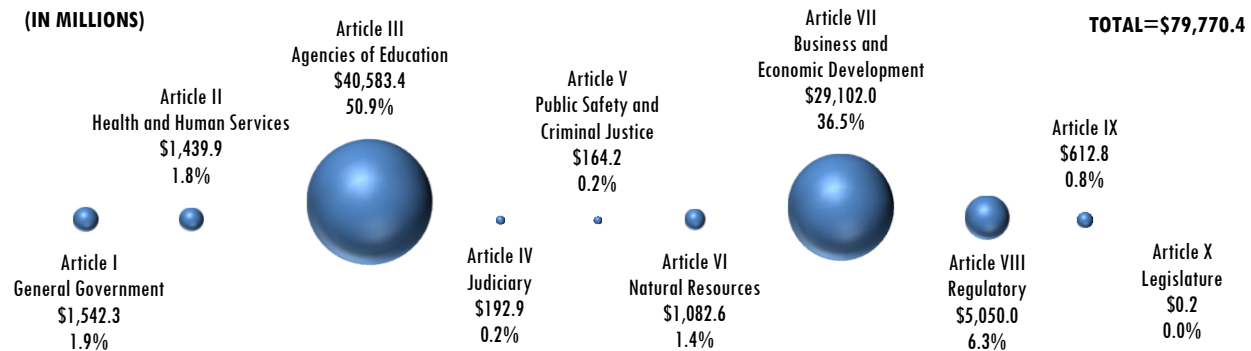 (IN MILLIONS)
TOTAL=$79,770.4
Article I
General Government
$1,542.3
1.9%
Article II
Health and Human Services
$1,439.9
1.8%
Article III
Agencies of Education
$40,583.4
50.9%
Article IV
Judiciary
$192.9
0.2%
Article V
Public Safety and
Criminal Justice
$164.2
0.2%
Article VI
Natural Resources
$1,082.6
1.4%
Article VII
Business and
Economic Development
$29,102.0
36.5%
Article VIII
Regulatory
$5,050.0
6.3%
Article IX
$612.8
0.8%
Article X
Legislature
$0.2
0.0%